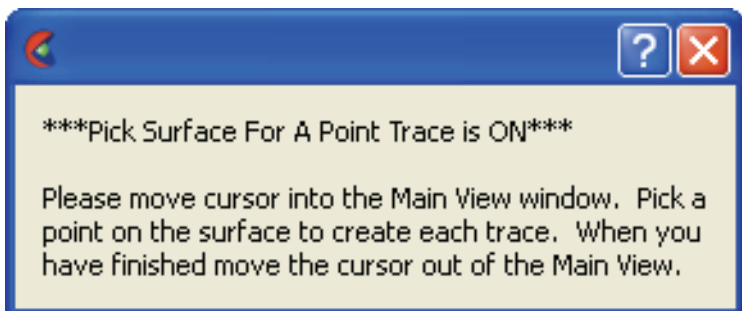 ***Pick Surface For A Point Trace is ON***
Please move cursor into the Main View window.  Pick a
point on the surface to create each trace.  When you
have finished move the cursor out of the Main View.